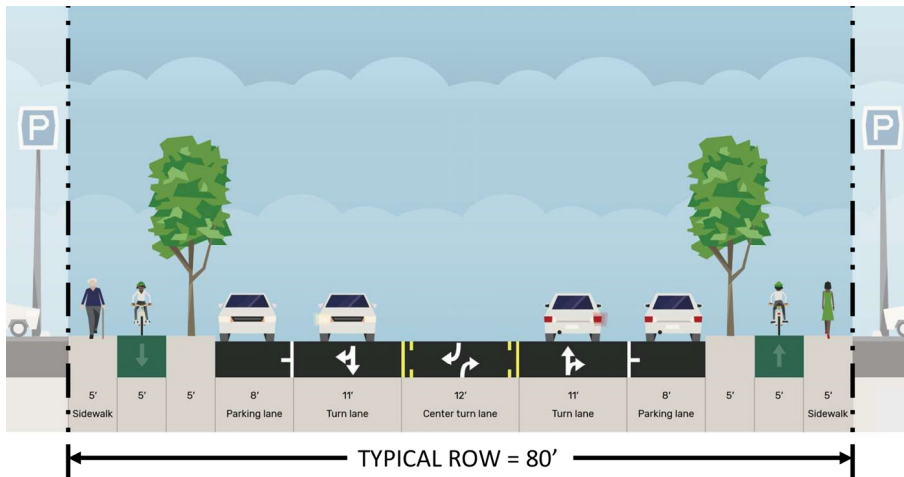 P
P
5' 5' 5' 8' 11' 12' 11' 8' 5' 5' 5'
Sidewalk Parking lane Turn lane Center turn lane Turn lane Parking lane Sidewalk
TYPICAL ROW = 80’